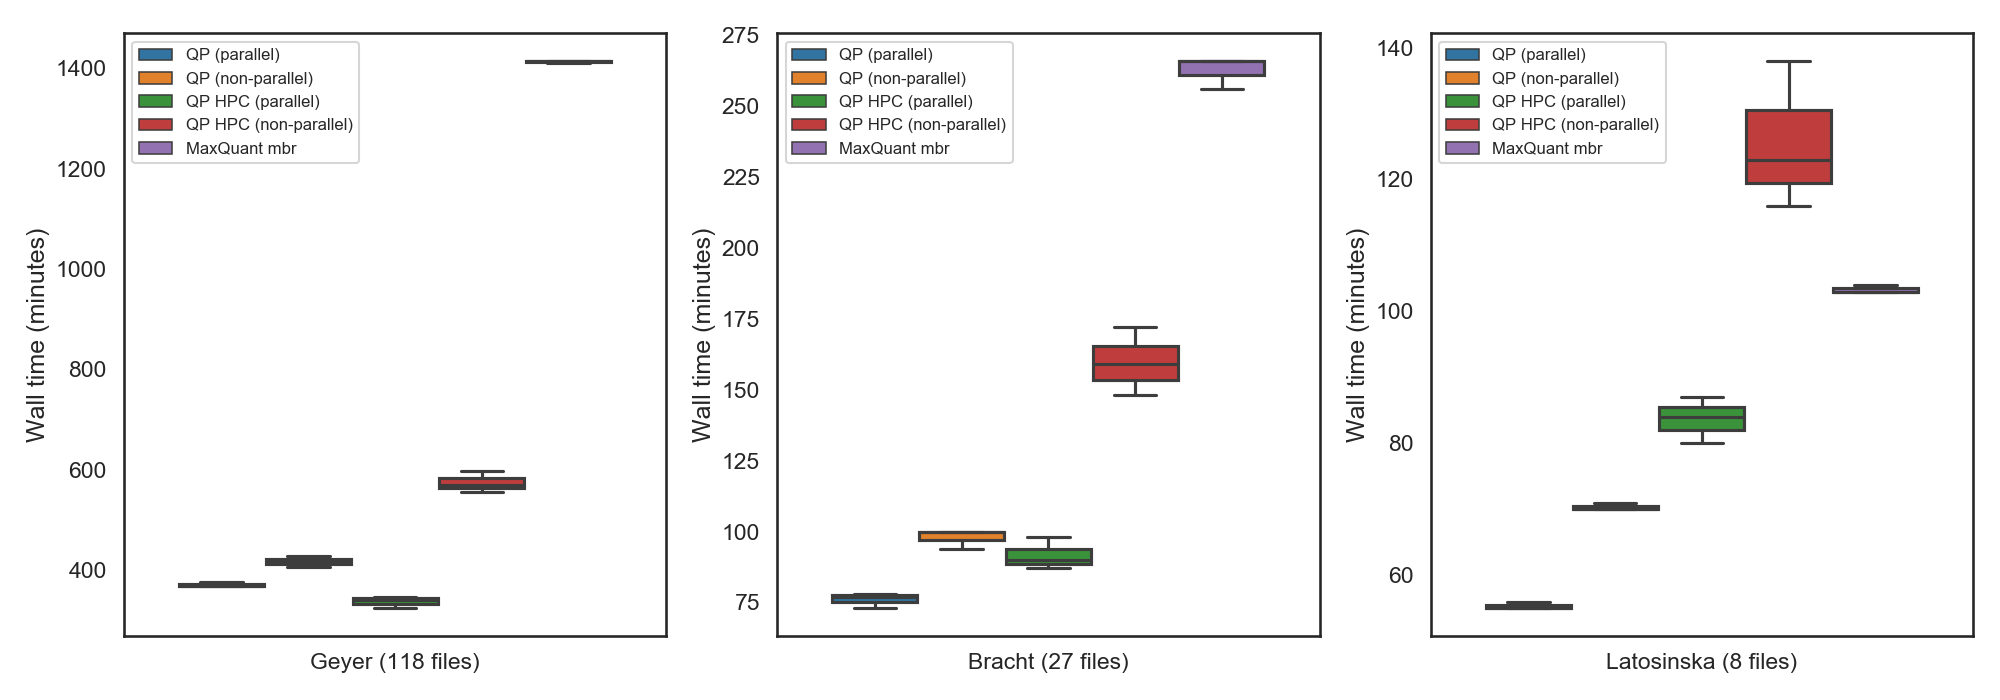 Wall time (minutes)
1400
1200
1000
800
600
400
QP (parallel)
QP (non-parallel)
QP HPC (parallel)
QP HPC (non-parallel)
MaxQuant mbr
Geyer (118 files)
Wall time (minutes)
275
250
225
200
175
150
125
100
75
QP (parallel)
QP (non-parallel)
QP HPC (parallel)
QP HPC (non-parallel)
MaxQuant mbr
Bracht (27 files)
Wall time (minutes)
140
120
100
80
60
QP (parallel)
QP (non-parallel)
QP HPC (parallel)
QP HPC (non-parallel)
MaxQuant mbr
Latosinska (8 files)